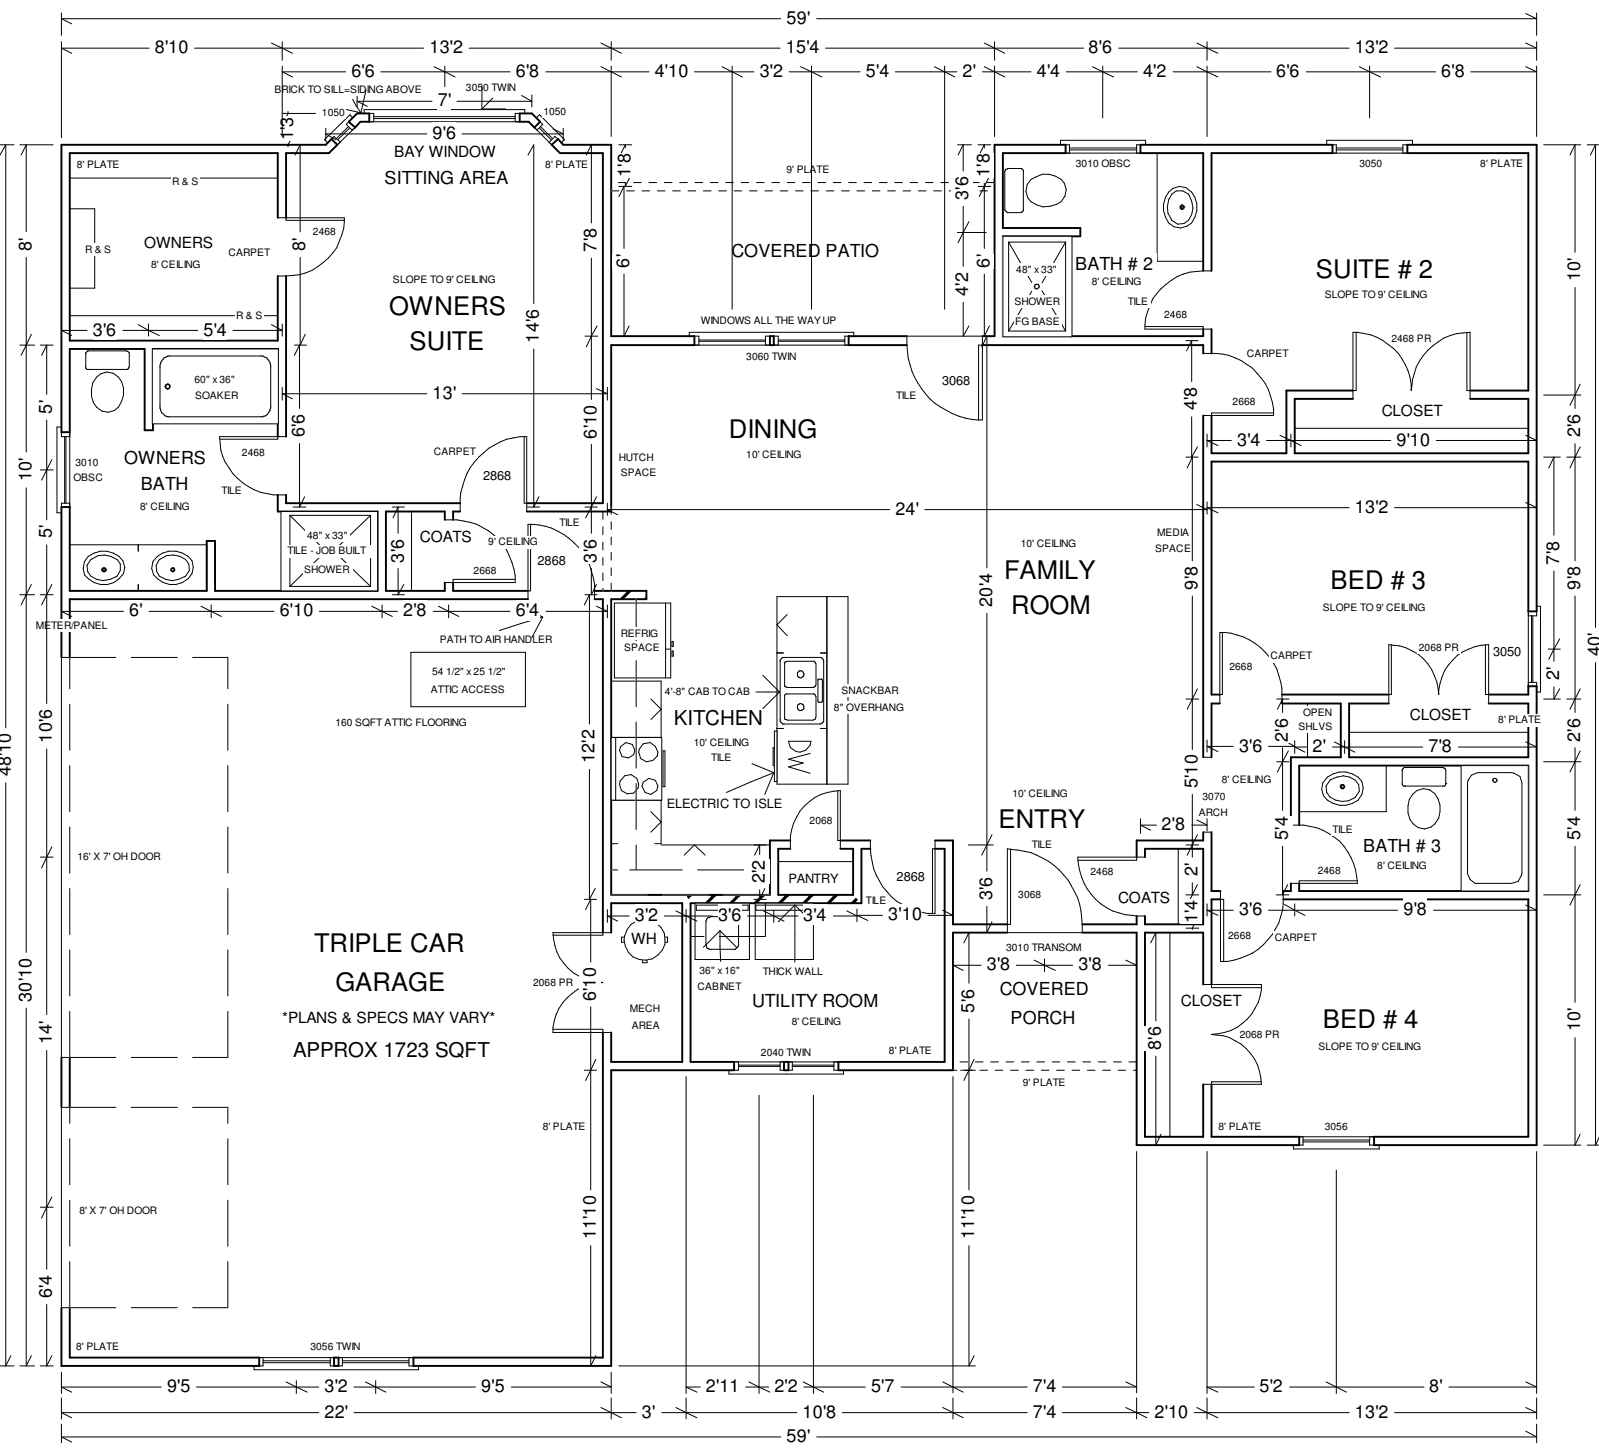 59'
8'10 13'2 15'4 8'6 13'2
6'6 6'8 4'10 3'2 5'4 2' 4'4 4'2 6'6 6'8
BRICK TO SILL=SIDING ABOVE 3050 TWIN
7'
1050 1050
1'3"
9'6
BAY WINDOW
SITTING AREA
8' PLATE 8' PLATE
R & S
R & S
R & S
OWNERS
8' CEILING
CARPET
2468
8'
3'6 5'4
SLOPE TO 9' CEILING
OWNERS
SUITE
14'6
7'8
1'8
6'
9' PLATE
COVERED PATIO
WINDOWS ALL THE WAY UP
3060 TWIN
3'6
1'8
4'2
6'
3010 OBSC
BATH # 2
8' CEILING
48" x 33"
SHOWER
FG BASE
TILE
2468
3050
8' PLATE
SUITE # 2
SLOPE TO 9' CEILING
2468 PR
CARPET
2668
CLOSET
3'4 9'10
4'8
10'
2'6
8'
5'
10'
5'
60" x 36"
SOAKER
13'
6'6
6'10
3010
OBSC
OWNERS
BATH
8' CEILING
2468
TILE
CARPET
2868
48" x 33"
TILE - JOB BUILT
SHOWER
3'6
COATS
9' CEILING
2668
TILE
2868
3'6
6' 6'10 2'8 6'4
METER/PANEL
PATH TO AIR HANDLER
54 1/2" x 25 1/2"
ATTIC ACCESS
160 SQFT ATTIC FLOORING
DINING
10' CEILING
HUTCH
SPACE
TILE
3068
24'
10' CEILING
FAMILY
ROOM
20'4
MEDIA
SPACE
9'8
13'2
BED # 3
SLOPE TO 9' CEILING
7'8
9'8
40'
2'
2668
CARPET
2068 PR
3050
CLOSET
8' PLATE
OPEN
SHLVS
2'6
3'6 2' 7'8
2'6
REFRIG
SPACE
4'-8" CAB TO CAB
KITCHEN
10' CEILING
TILE
SNACKBAR
8" OVERHANG
ELECTRIC TO ISLE
12'2
2068
2'2
PANTRY
2868
TILE
10' CEILING
ENTRY
TILE
3'6
3068
2468
COATS
2'8
2'
1'4
5'10
8' CEILING
3070
ARCH
5'4
TILE
2468
BATH # 3
8' CEILING
5'4
3'6 9'8
2668
CARPET
48'10
10'6
30'10
14'
6'4
16' X 7' OH DOOR
8' X 7' OH DOOR
TRIPLE CAR
GARAGE
*PLANS & SPECS MAY VARY*
APPROX 1723 SQFT
2068 PR
6'10
3'2 3'6 3'4 3'10
WH
MECH
AREA
36" x 16"
CABINET
THICK WALL
UTILITY ROOM
8' CEILING
2040 TWIN
8' PLATE
3010 TRANSOM
3'8 3'8
COVERED
PORCH
5'6
9' PLATE
CLOSET
8'6
2068 PR
BED # 4
SLOPE TO 9' CEILING
10'
8' PLATE
3056
8' PLATE
11'10
11'10
8' PLATE
3056 TWIN
9'5 3'2 9'5 2'11 2'2 5'7 7'4 5'2 8'
22' 3' 10'8 7'4 2'10 13'2
59'